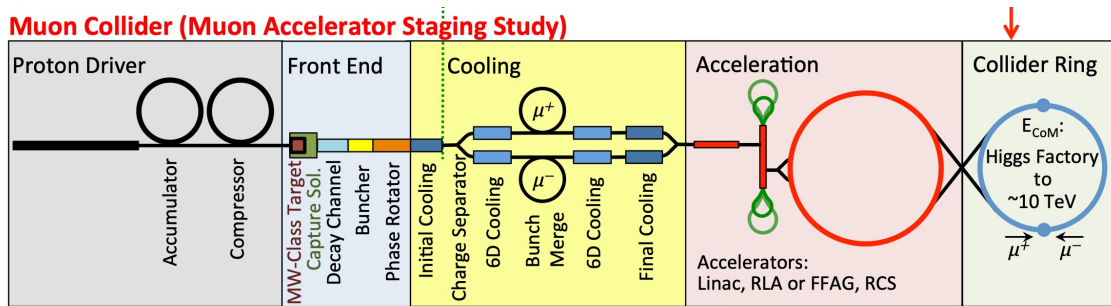 Muon Collider (Muon Accelerator Staging Study)
Proton Driver
Accumulator
Compressor
Front End
MW-Class Target
Capture Sol.
Decay Channel
Buncher
Phase Rotator
Cooling
Initial Cooling
Charge Separator
6D Cooling
μ+
μ−
Bunch
Merge
6D Cooling
Final Cooling
Acceleration
Accelerators:
Linac, RLA or FFAG, RCS
Collider Ring
ECoM:
Higgs Factory
to
~10 TeV
μ+ μ−